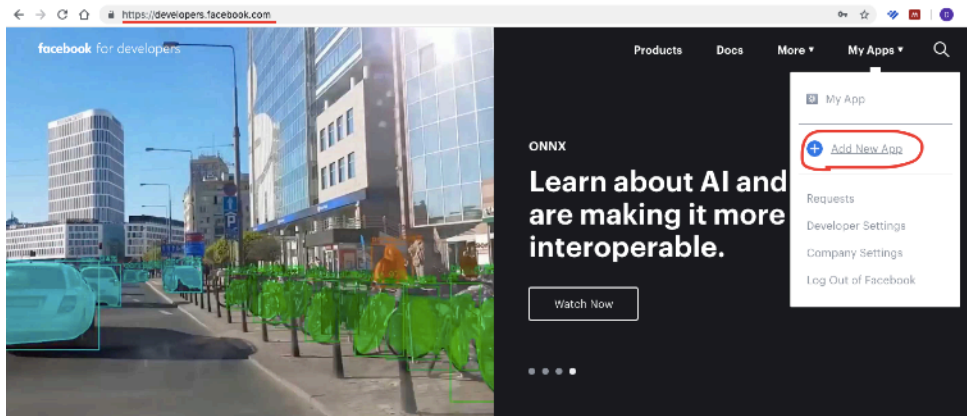 https://developers.facebook.com
facebook for developers
Products Docs More ▾ My Apps ▾
My App
Add New App
Requests
Developer Settings
Company Settings
Log Out of Facebook
ONNX
Learn about AI and
are making it more
interoperable.
Watch Now